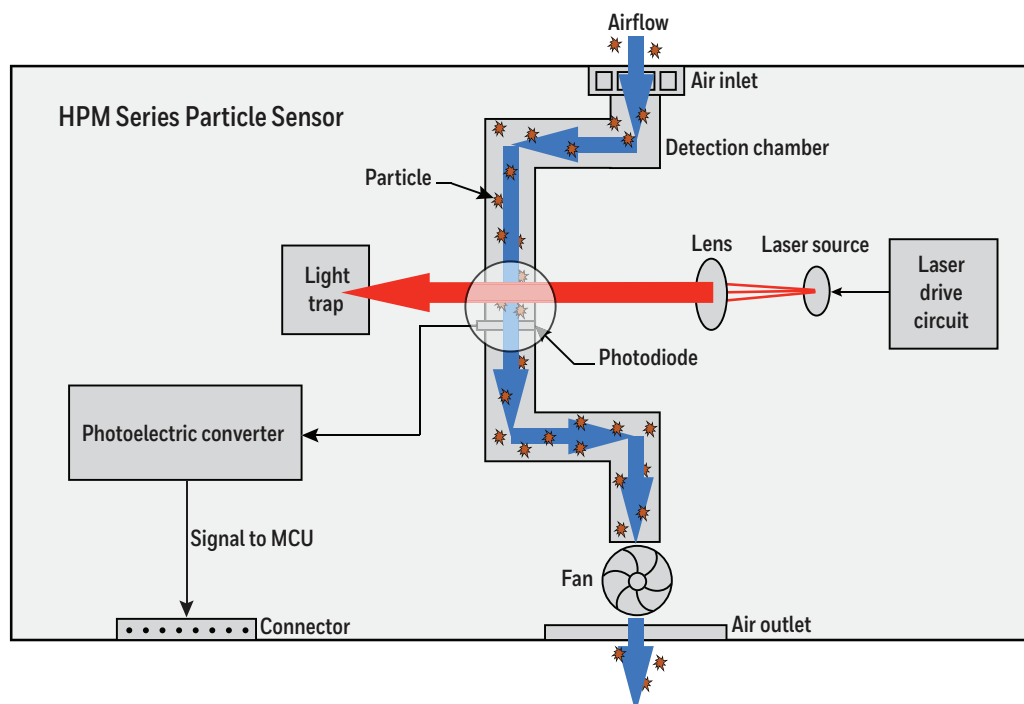 Airflow
Air inlet
HPM Series Particle Sensor
Detection chamber
Particle
Lens
Laser source
Light
trap
Laser
drive
circuit
Photodiode
Photoelectric converter
Signal to MCU
Fan
Connector
Air outlet